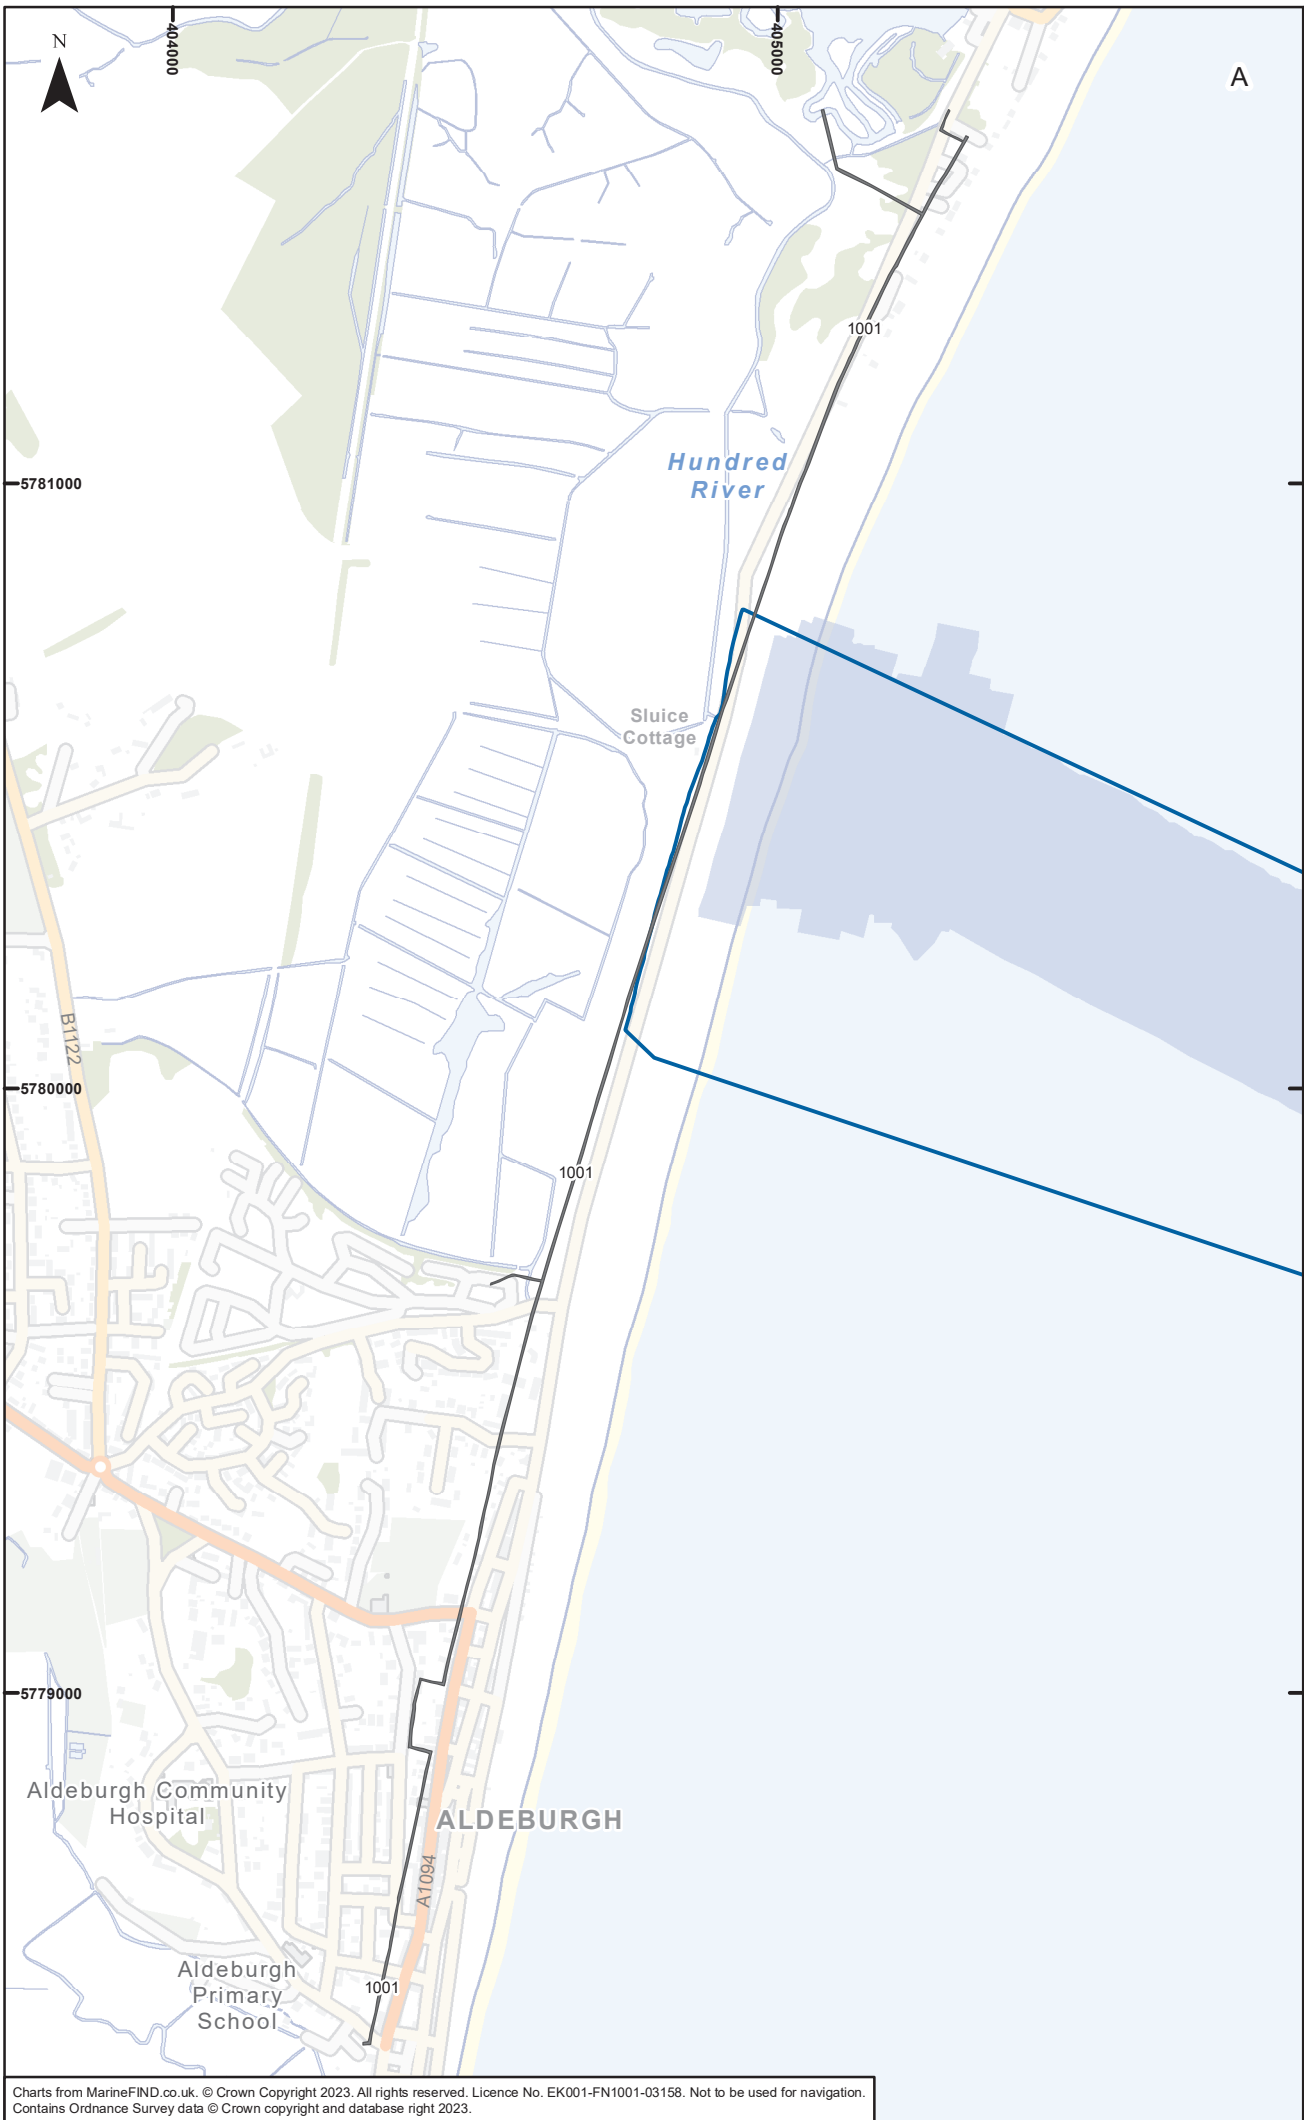 N
404000
405000
A
1001
Hundred
River
5781000
Sluice
Cottage
B1122
5780000
1001
5779000
Aldeburgh Community
Hospital
ALDEBURGH
A1094
Aldeburgh
Primary
School
1001
Charts from MarineFIND.co.uk. © Crown Copyright 2023. All rights reserved. Licence No. EK001-FN1001-03158. Not to be used for navigation.
Contains Ordnance Survey data © Crown copyright and database right 2023.